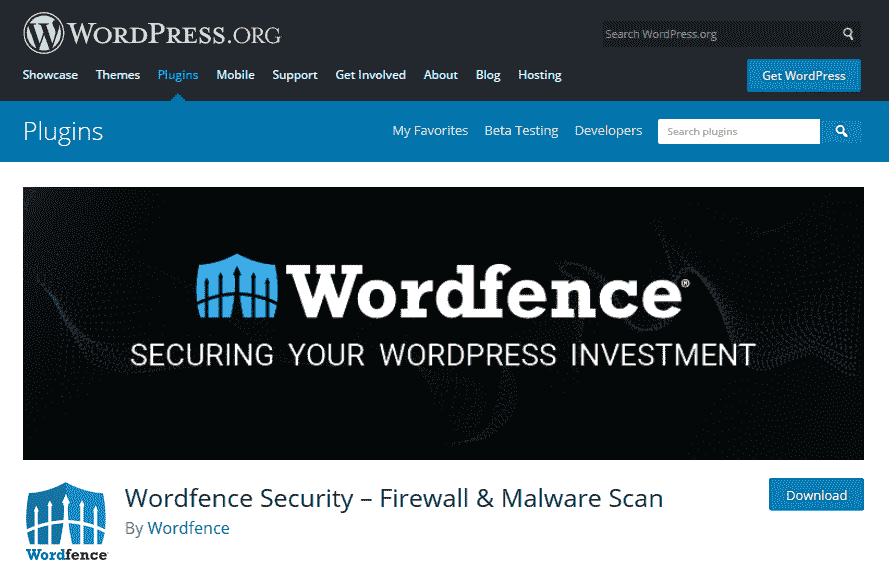 WORDPRESS.ORG
Search WordPress.org
Showcase Themes Plugins Mobile Support Get Involved About Blog Hosting
Get WordPress
Plugins
My Favorites Beta Testing Developers
Search plugins
Wordfence®
SECURING YOUR WORDPRESS INVESTMENT
Wordfence Security – Firewall & Malware Scan
Download
By Wordfence
Wordfence